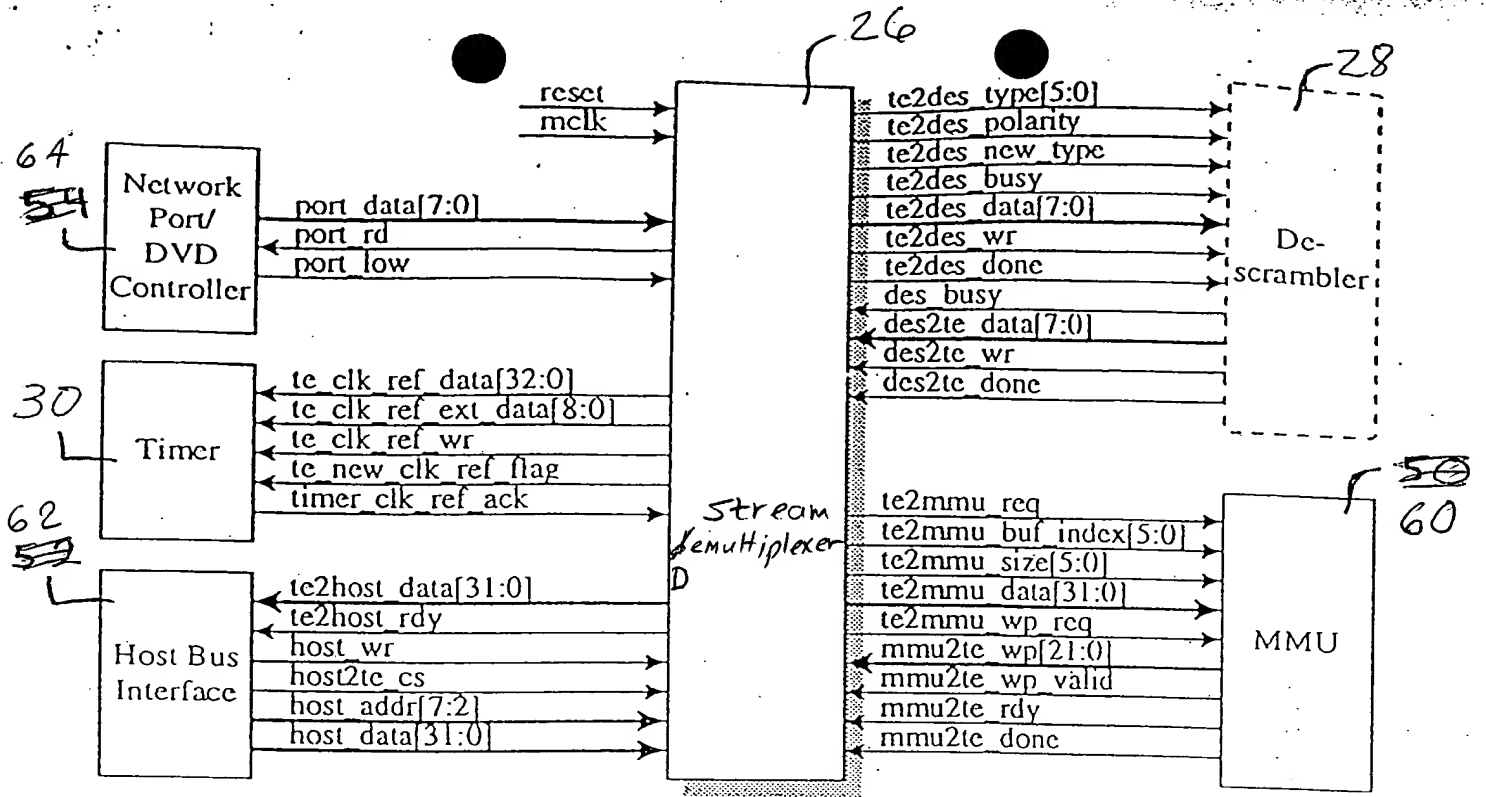 26
28
reset
mclk
64
54
Network
Port/
DVD
Controller
port_data[7:0]
port_rd
port_low
te2des_type[5:0]
te2des_polarity
te2des_new_type
te2des_busy
te2des_data[7:0]
te2des_wr
te2des_done
des_busy
des2te_data[7:0]
des2te_wr
des2te_done
De-
scrambler
30
Timer
te_clk_ref_data[32:0]
te_clk_ref_ext_data[8:0]
te_clk_ref_wr
te_new_clk_ref_flag
timer_clk_ref_ack
Stream
demultiplexer
D
62
52
Host Bus
Interface
te2host_data[31:0]
te2host_rdy
host_wr
host2te_cs
host_addr[7:2]
host_data[31:0]
te2mmu_req
te2mmu_buf_index[5:0]
te2mmu_size[5:0]
te2mmu_data[31:0]
te2mmu_wp_req
mmu2te_wp[21:0]
mmu2te_wp_valid
mmu2te_rdy
mmu2te_done
MMU
50
60